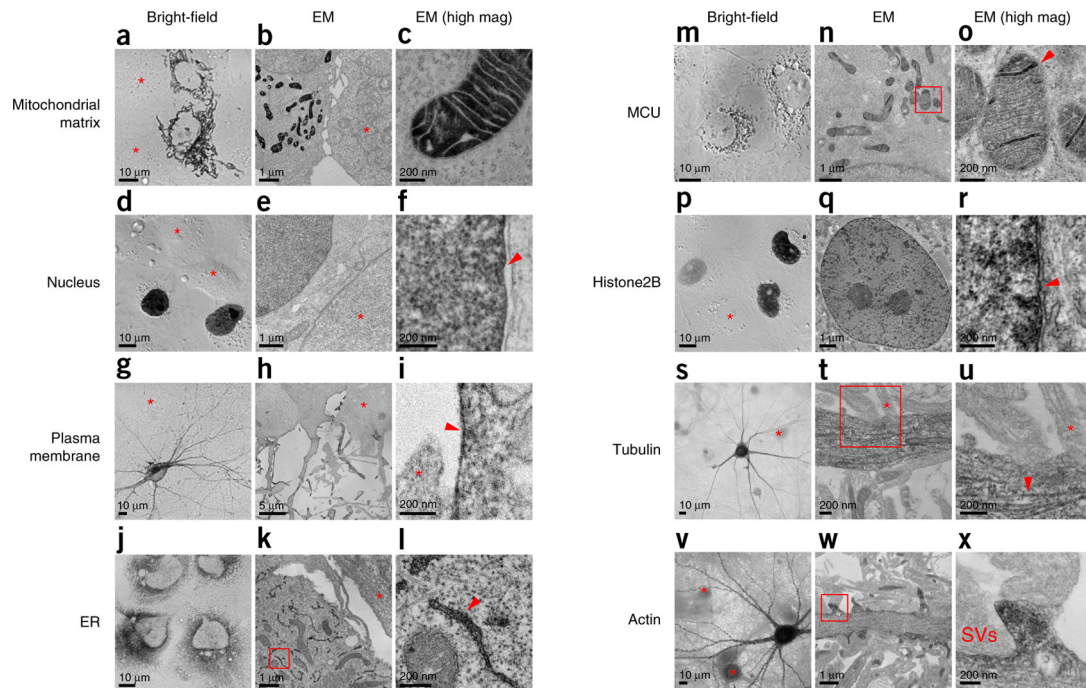 Bright-field EM EM (high mag)
a b c
Mitochondrial
matrix
10 μm 1 μm 200 nm
d e f
Nucleus
10 μm 1 μm 200 nm
g h i
Plasma
membrane
10 μm 5 μm 200 nm
j k l
ER
10 μm 1 μm 200 nm
Bright-field EM EM (high mag)
m n o
MCU
10 μm 1 μm 200 nm
p q r
Histone2B
10 μm 1 μm 200 nm
s t u
Tubulin
10 μm 200 nm 200 nm
v w x
Actin
SVs
10 μm 1 μm 200 nm